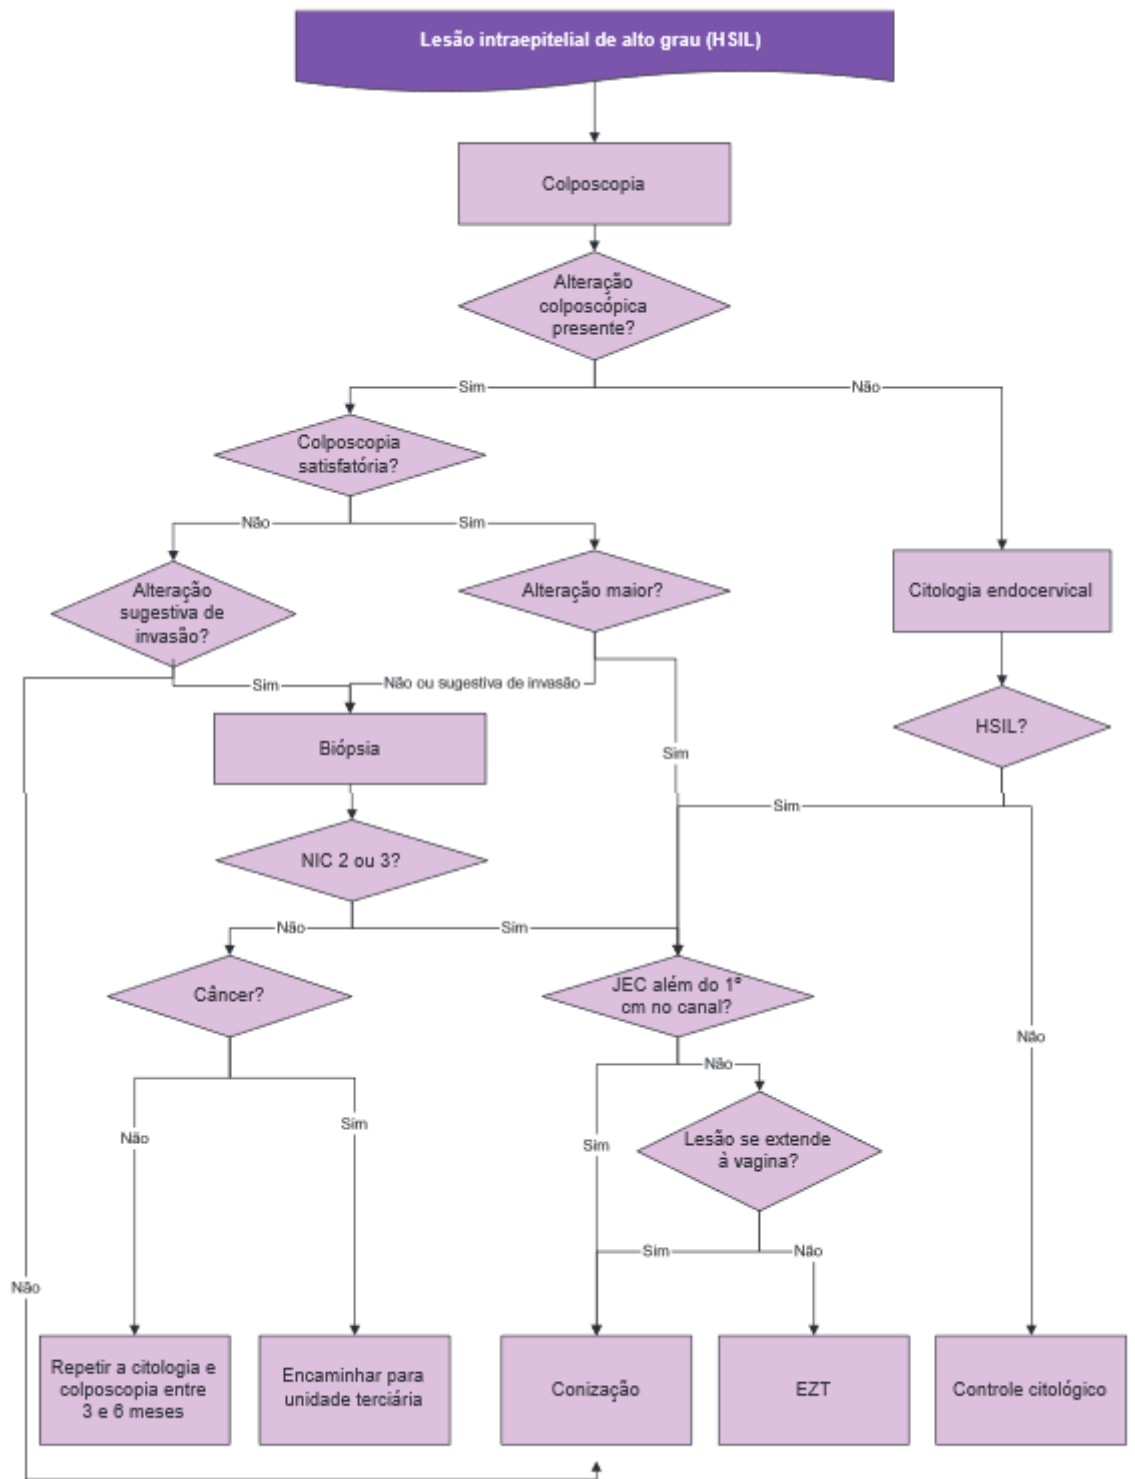 Lesão intraepitelial de alto grau (HSIL)
Colposcopia
Alteração
colposcópica
presente?
Sim
Não
Colposcopia
satisfatória?
Não
Sim
Alteração
sugestiva de
invasão?
Alteração maior?
Citologia endocervical
Sim
Não ou sugestiva de invasão
Biópsia
Sim
HSIL?
Sim
NIC 2 ou 3?
Não
Sim
Câncer?
JEC além do 1º
cm no canal?
Não
Não
Não
Sim
Sim
Lesão se extende
à vagina?
Sim
Não
Não
Repetir a citologia e
colposcopia entre
3 e 6 meses
Encaminhar para
unidade terciária
Conização
EZT
Controle citológico